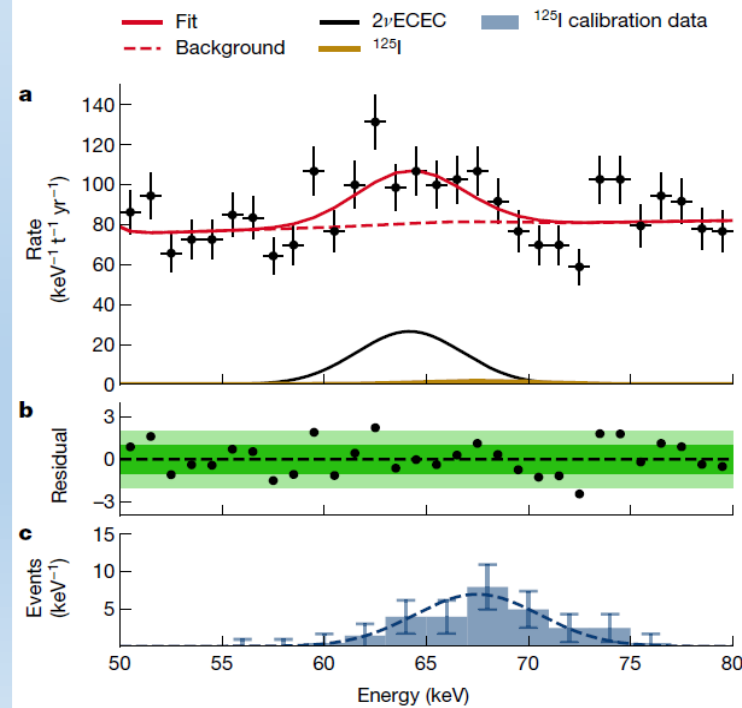 Fit
2νECEC
¹²⁵I calibration data
Background
¹²⁵I
a
140
120
100
80
60
40
20
0
Rate
(keV⁻¹ t⁻¹ yr⁻¹)
b
3
0
−3
Residual
c
15
10
5
Events
(keV⁻¹)
50 55 60 65 70 75 80
Energy (keV)